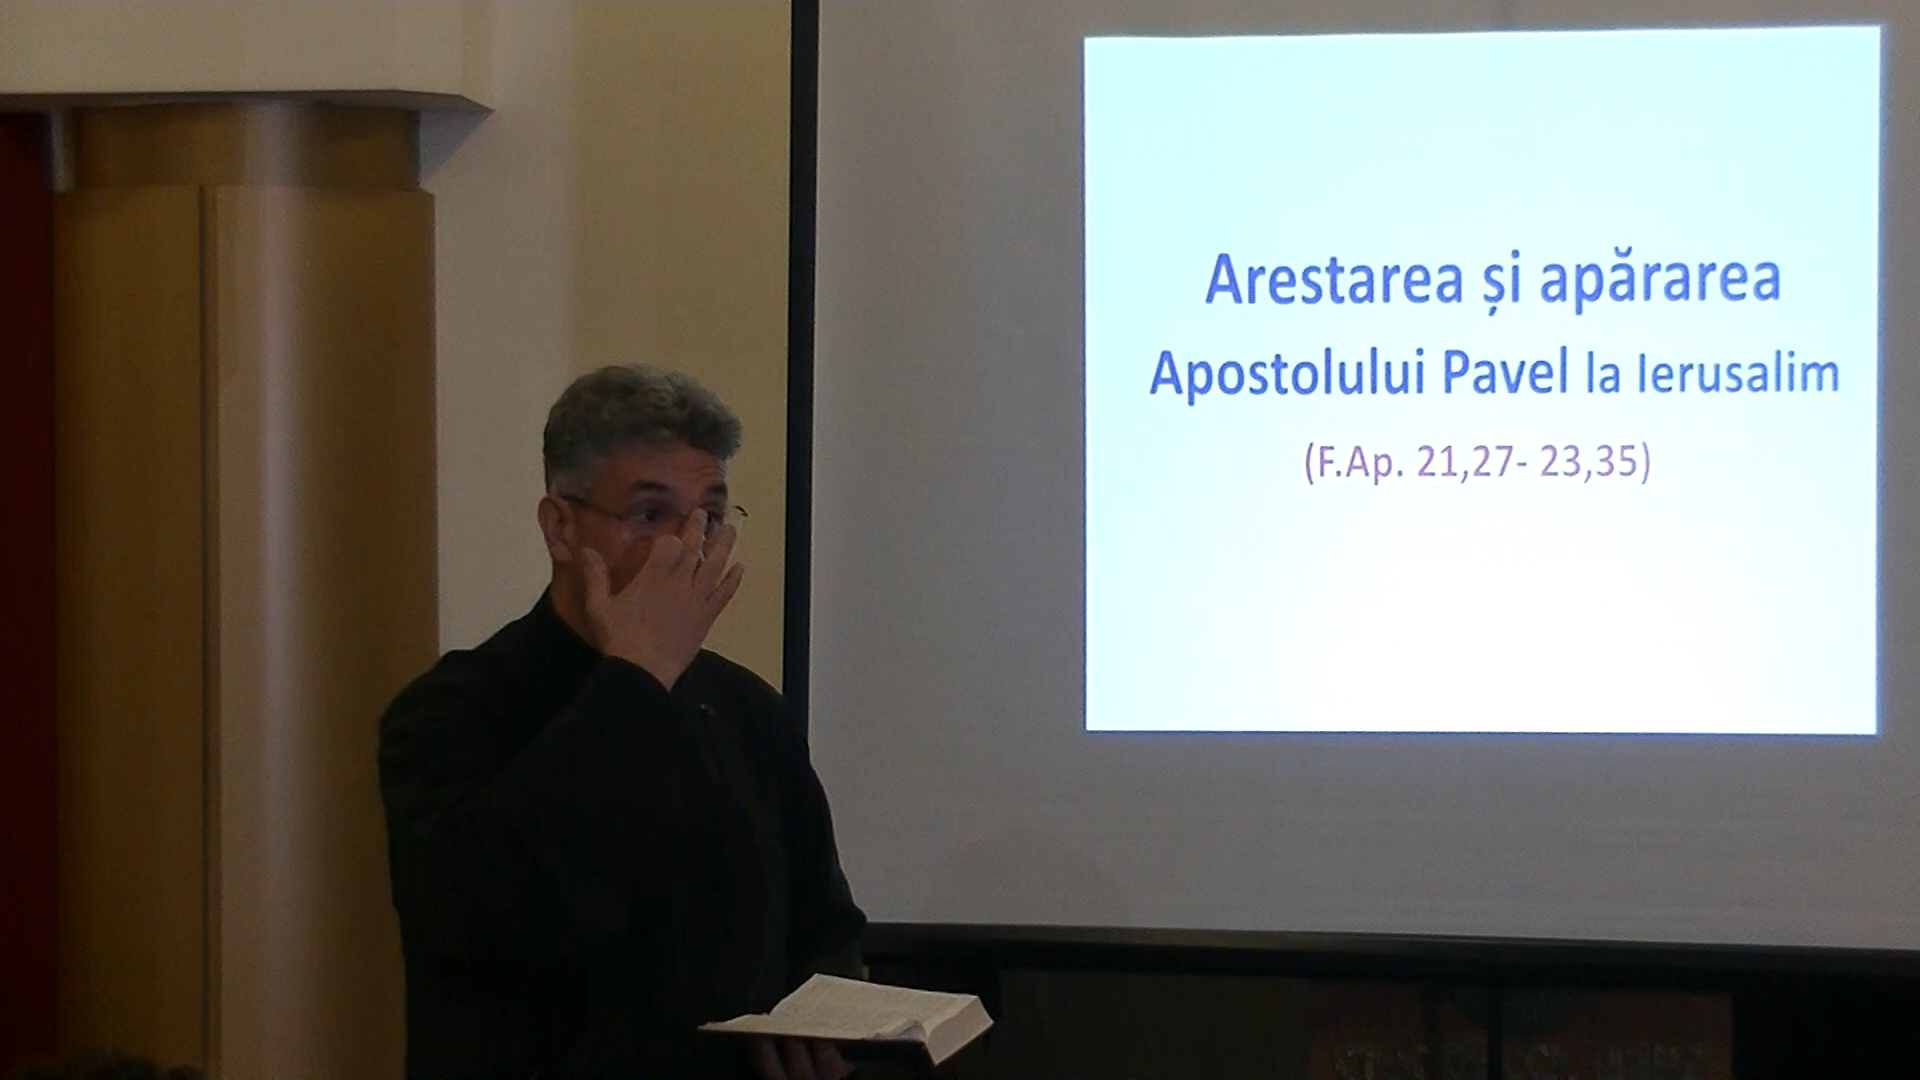 Arestarea și apărarea
Apostolului Pavel la Ierusalim
(F.Ap. 21,27- 23,35)